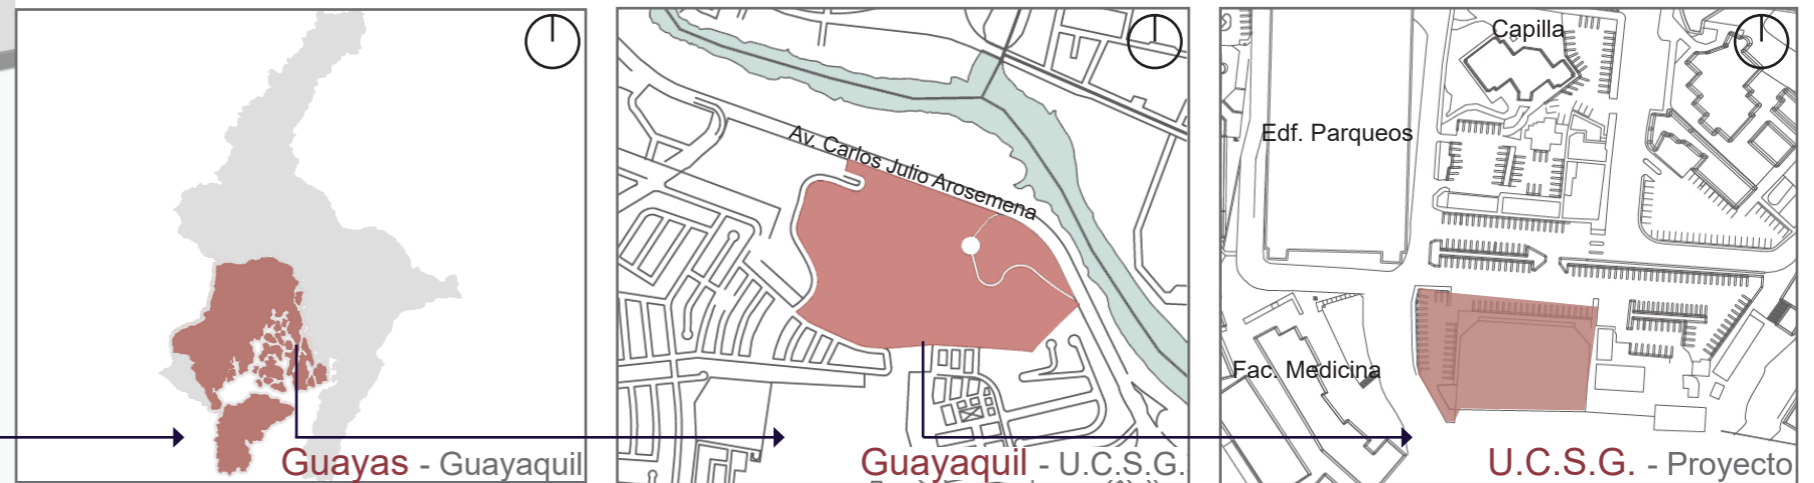 Guayas - Guayaquil
Av. Carlos Julio Arosemena
Guayaquil - U.C.S.G.
Capilla
Edf. Parqueos
Fac. Medicina
U.C.S.G. - Proyecto